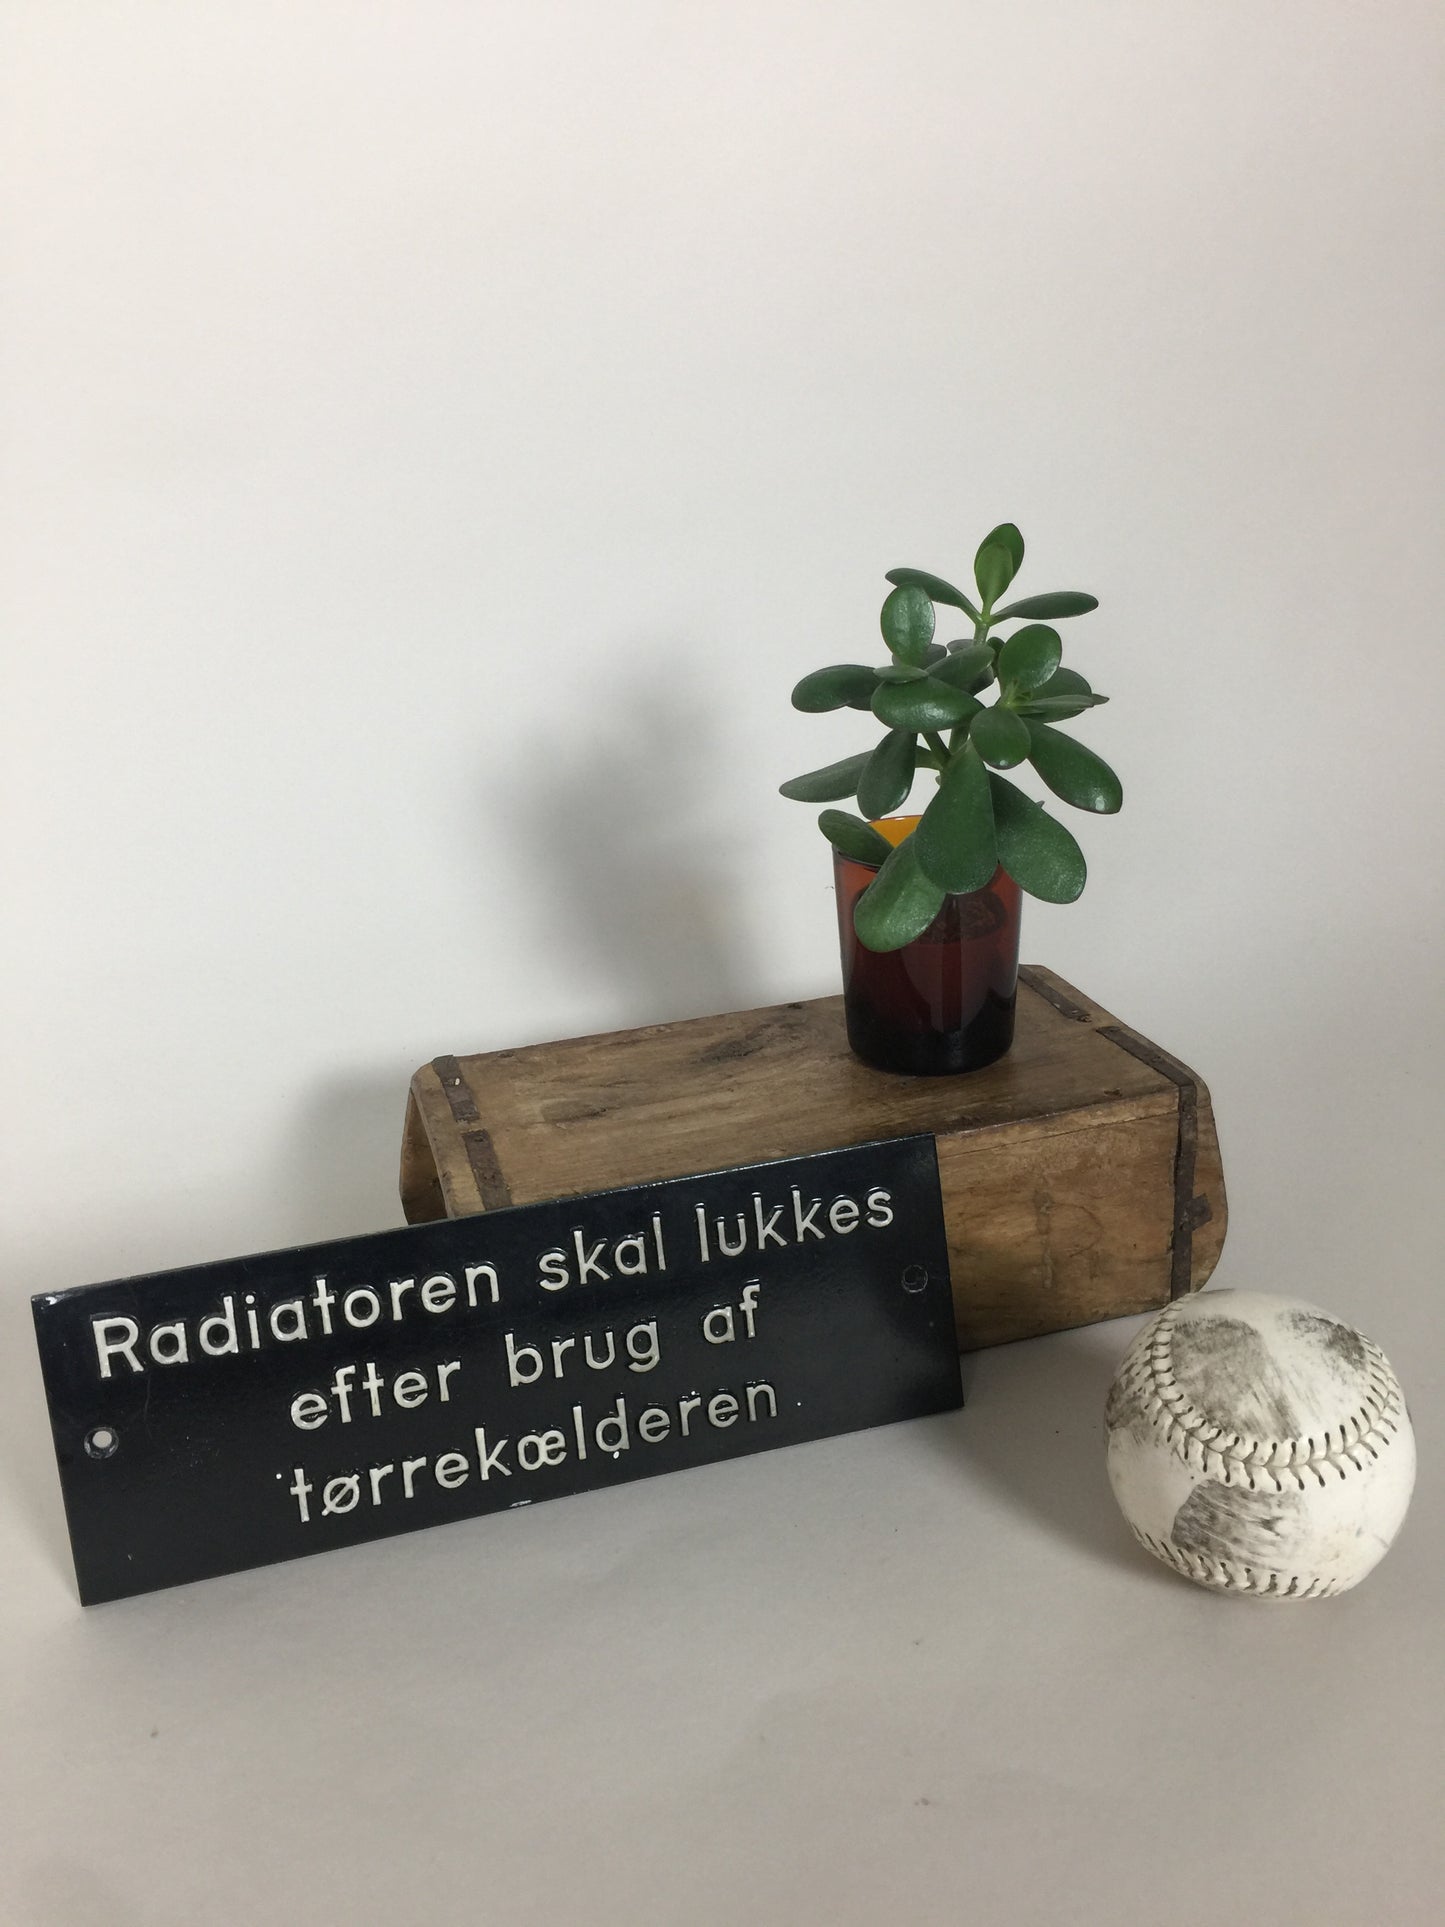 Radiatoren skal lukkes
efter brug af
tørrekælderen